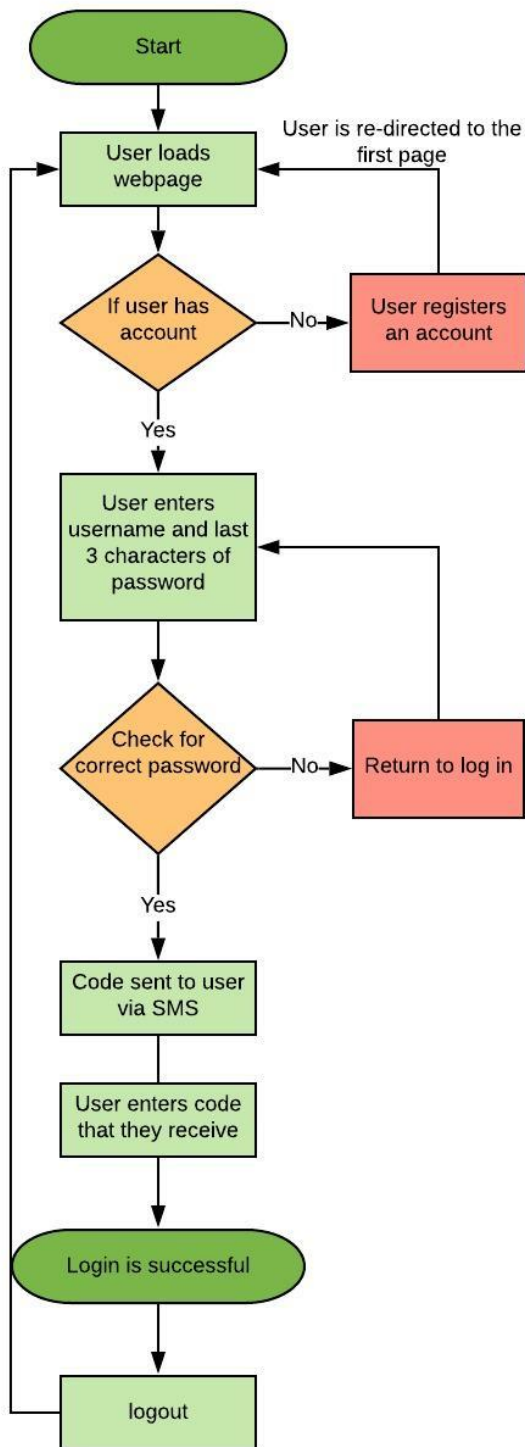 Start
User is re-directed to the
first page
User loads
webpage
If user has
account
No
User registers
an account
Yes
User enters
username and last
3 characters of
password
Check for
correct password
No
Return to log in
Yes
Code sent to user
via SMS
User enters code
that they receive
Login is successful
logout